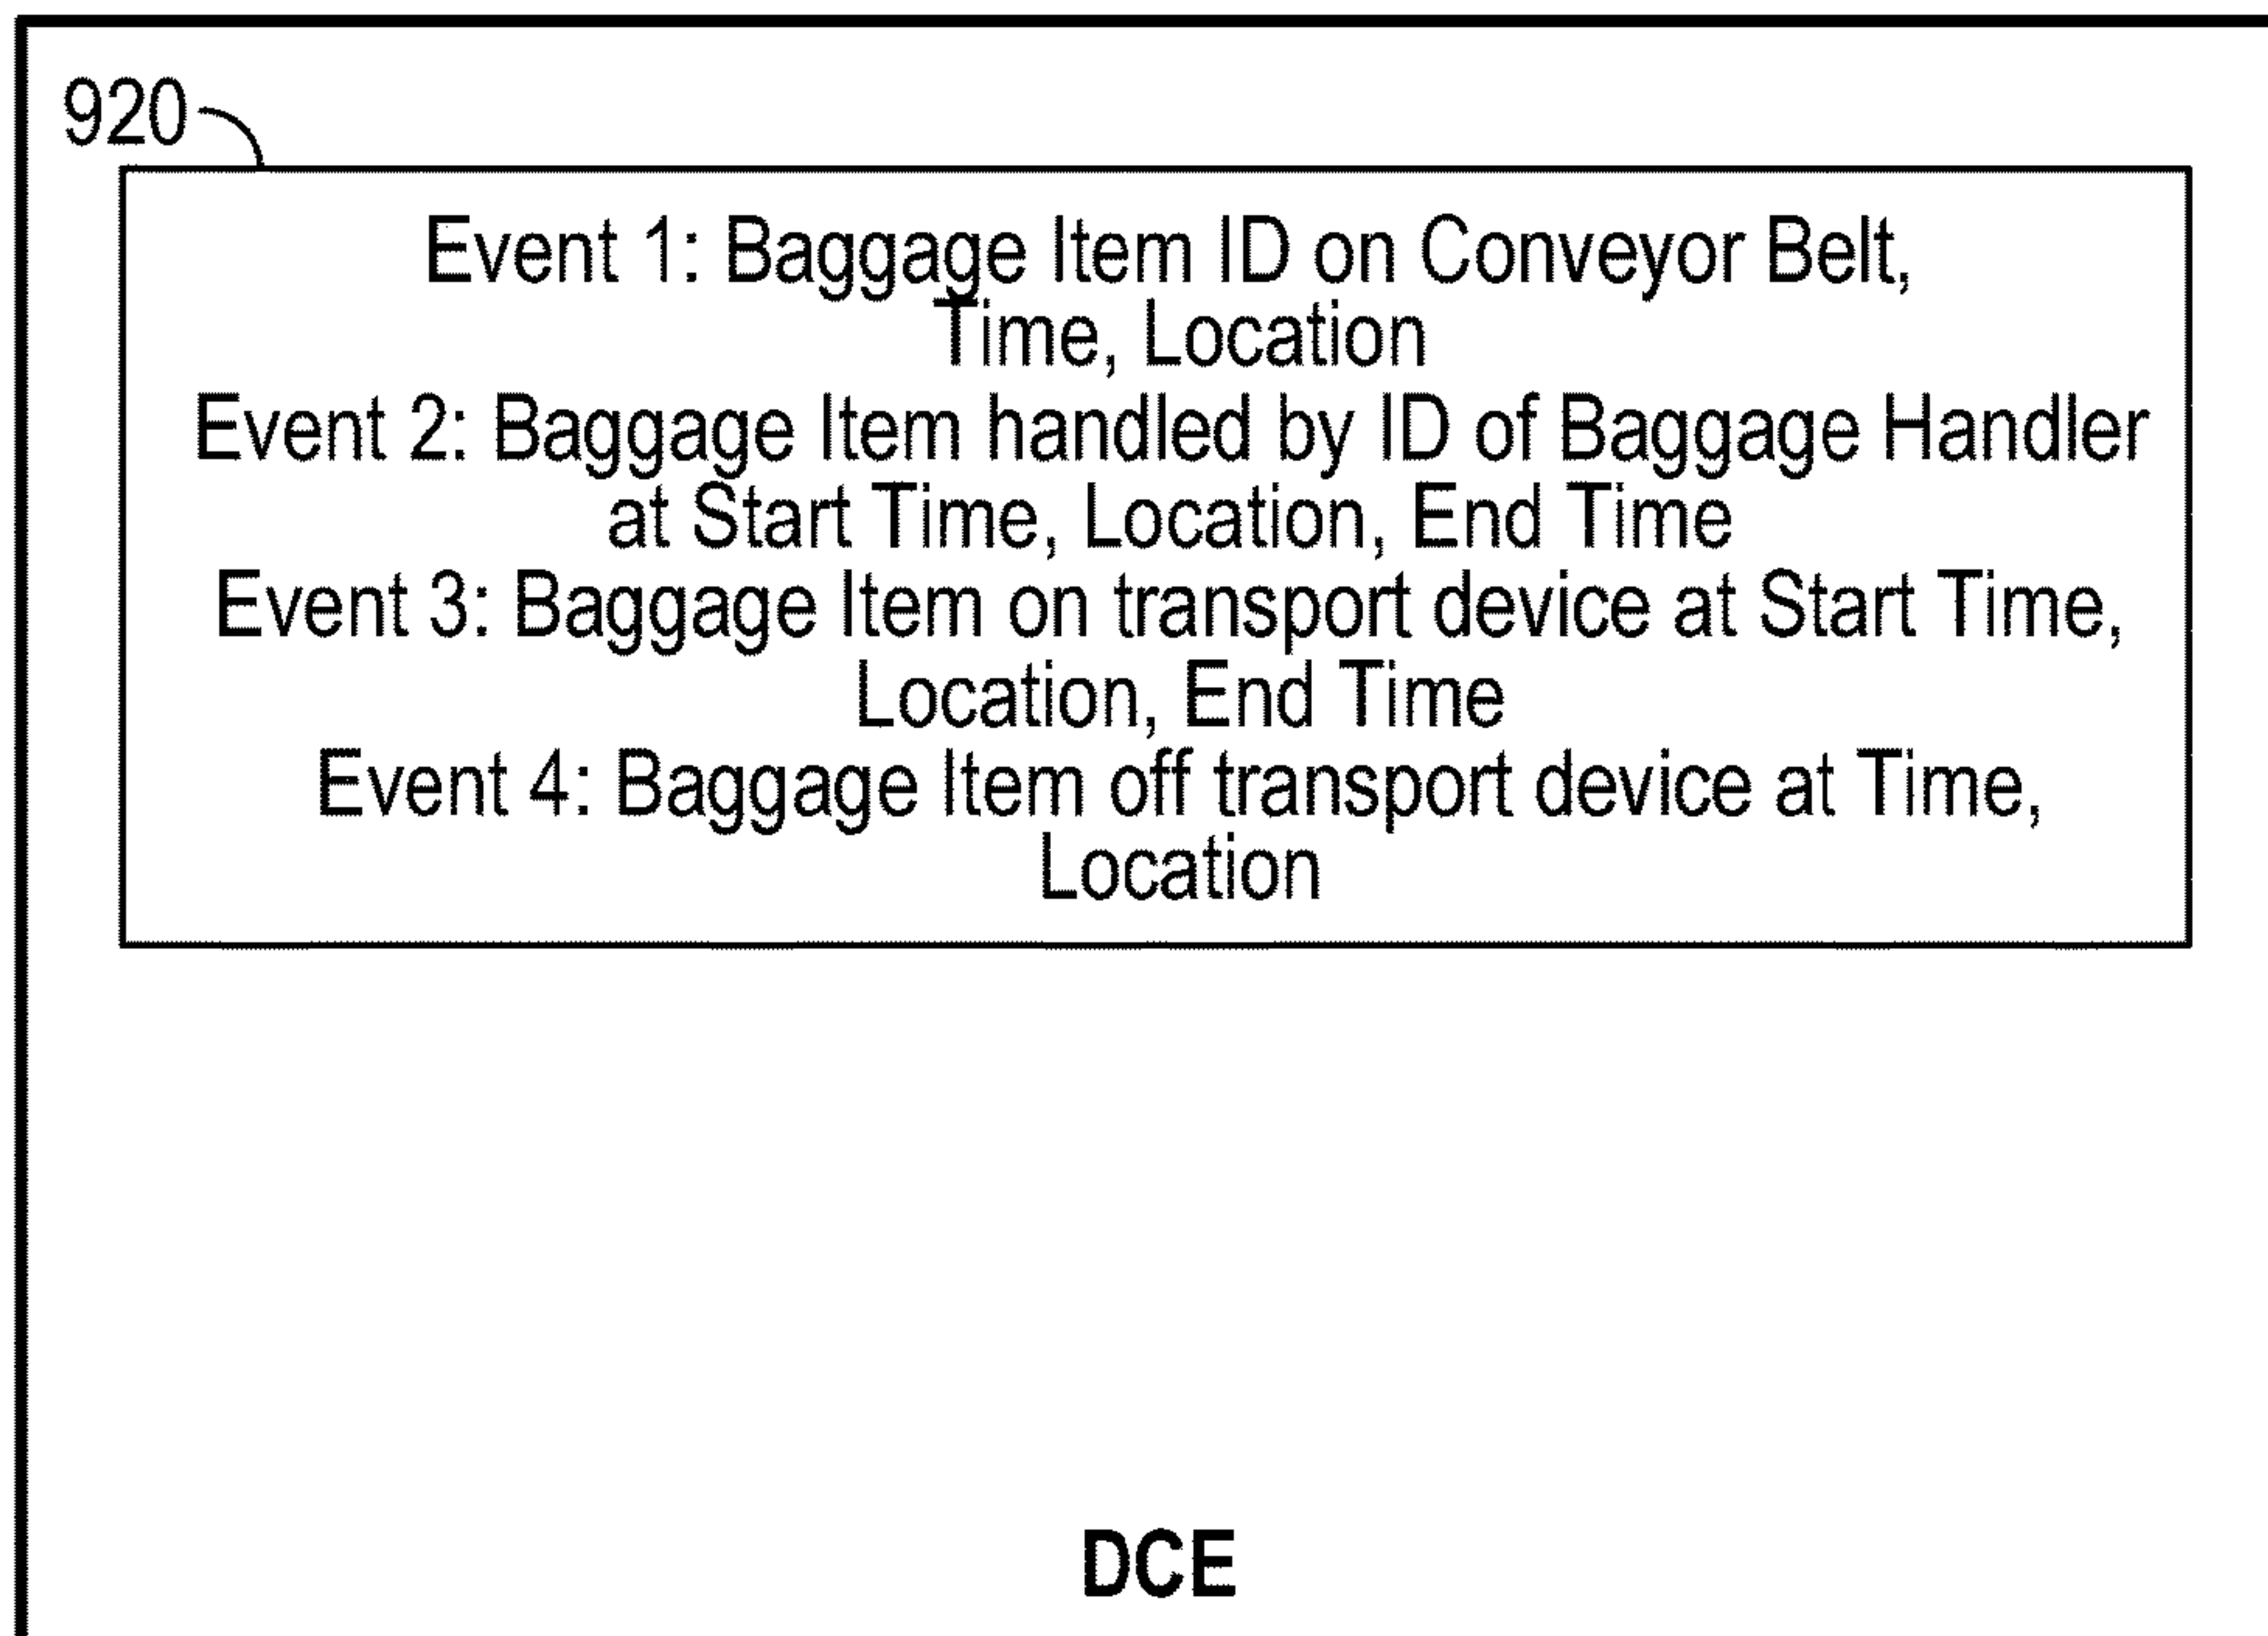 920
Event 1: Baggage Item ID on Conveyor Belt,
Time, Location
Event 2: Baggage Item handled by ID of Baggage Handler
at Start Time, Location, End Time
Event 3: Baggage Item on transport device at Start Time,
Location, End Time
Event 4: Baggage Item off transport device at Time,
Location
DCE